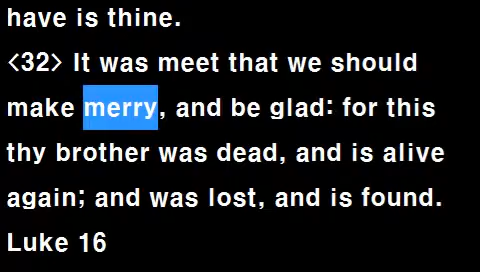 have is thine.
<32> It was meet that we should
make merry, and be glad: for this
thy brother was dead, and is alive
again; and was lost, and is found.
Luke 16